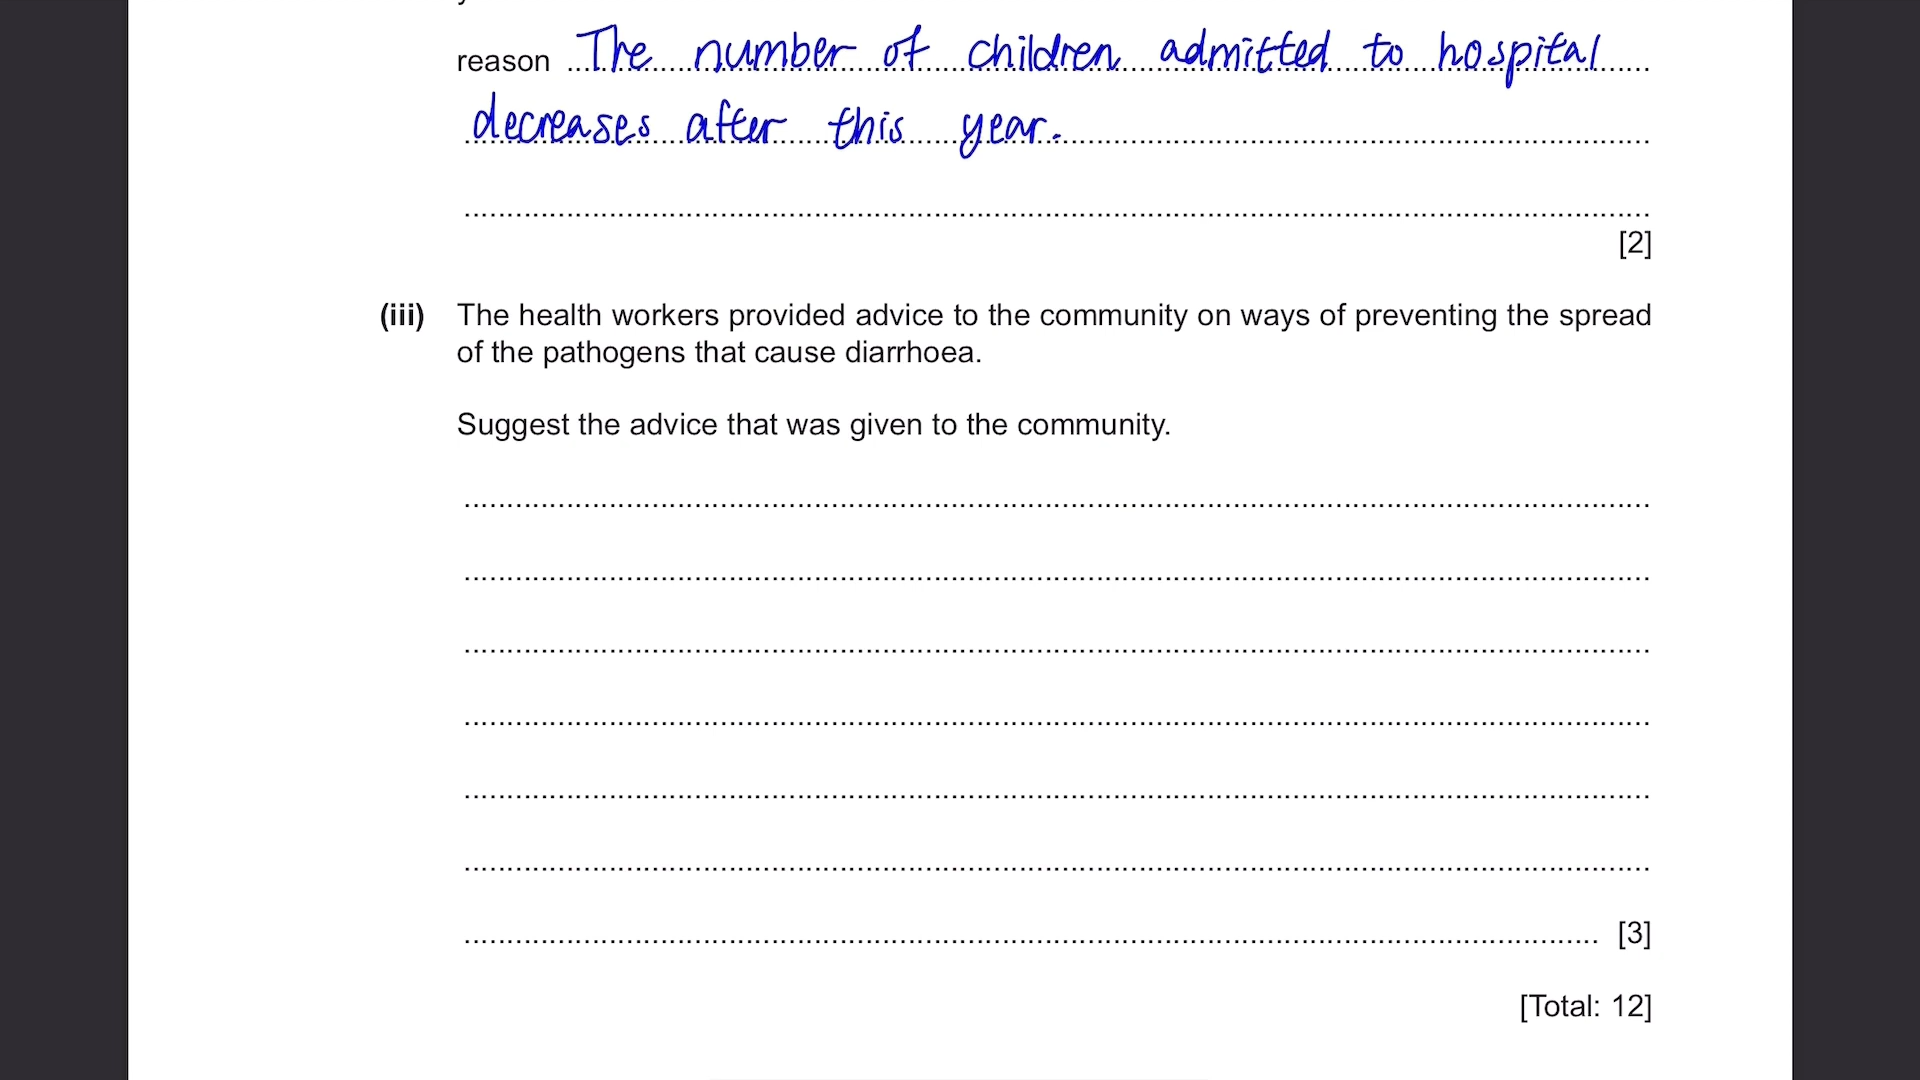 reason The number of children admitted to hospital
decreases after this year.
[2]
(iii) The health workers provided advice to the community on ways of preventing the spread
of the pathogens that cause diarrhoea.
Suggest the advice that was given to the community.
[3]
[Total: 12]